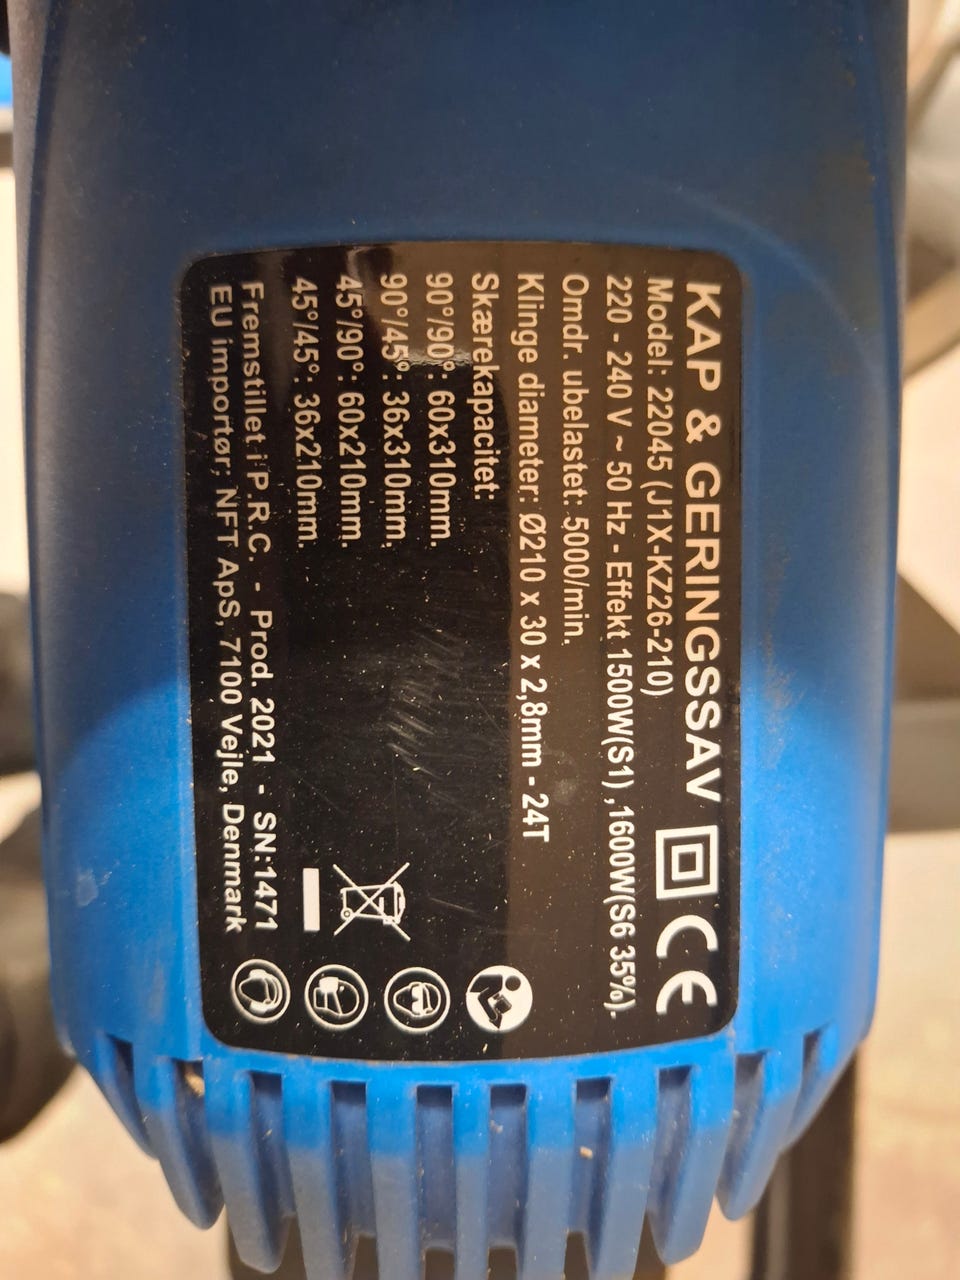 KAP & GERINGSSAV CE
Model: 22045 (J1X-KZ26-210)
220 - 240 V ~ 50 Hz - Effekt 1500W(S1) ,1600W(S6 35%).
Omdr. ubelastet: 5000/min.
Klinge diameter: Ø210 x 30 x 2,8mm - 24T
Skærekapacitet:
90°/90°: 60x310mm.
90°/45°: 36x310mm.
45°/90°: 60x210mm.
45°/45°: 36x210mm.
Fremstillet i P.R.C. - Prod. 2021 - SN:1471
EU importør: NFT ApS, 7100 Vejle, Denmark